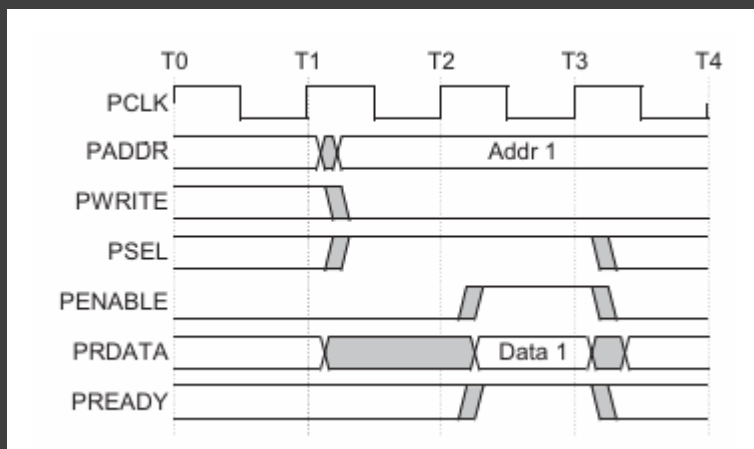 T0 T1 T2 T3 T4
PCLK
PADDR Addr 1
PWRITE
PSEL
PENABLE
PRDATA Data 1
PREADY